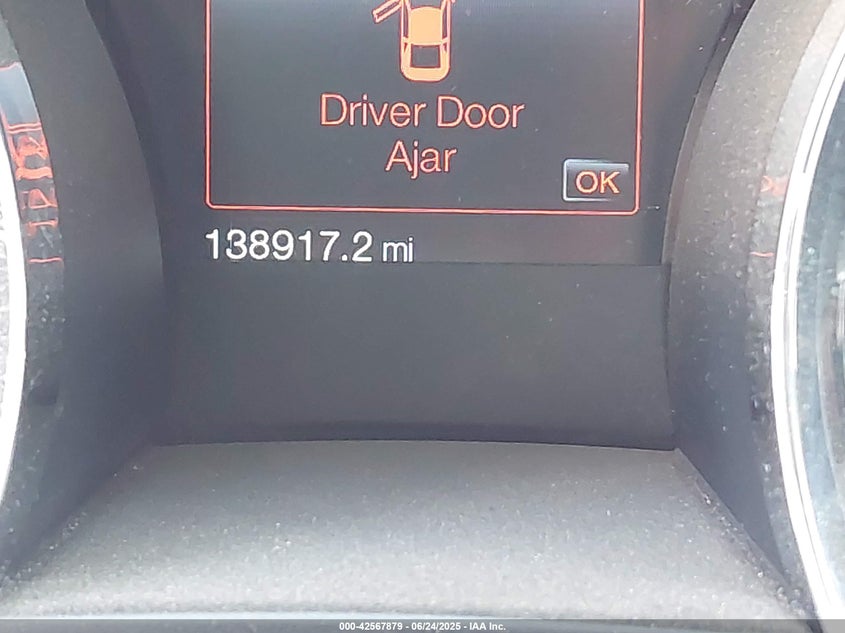 Driver Door
Ajar
OK
138917.2 mi
000-42567879 - 06/24/2025 - IAA Inc.